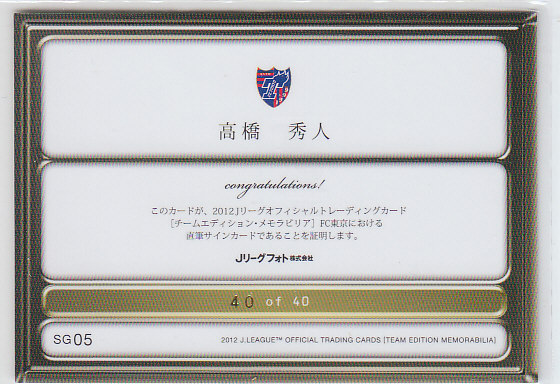 高橋　秀人
congratulations!
このカードが、2012Jリーグオフィシャルトレーディングカード
［チームエディション・メモラビリア］FC東京における
直筆サインカードであることを証明します。
Jリーグフォト株式会社
40 of 40
SG05
2012 J.LEAGUE™ OFFICIAL TRADING CARDS [TEAM EDITION MEMORABILIA]